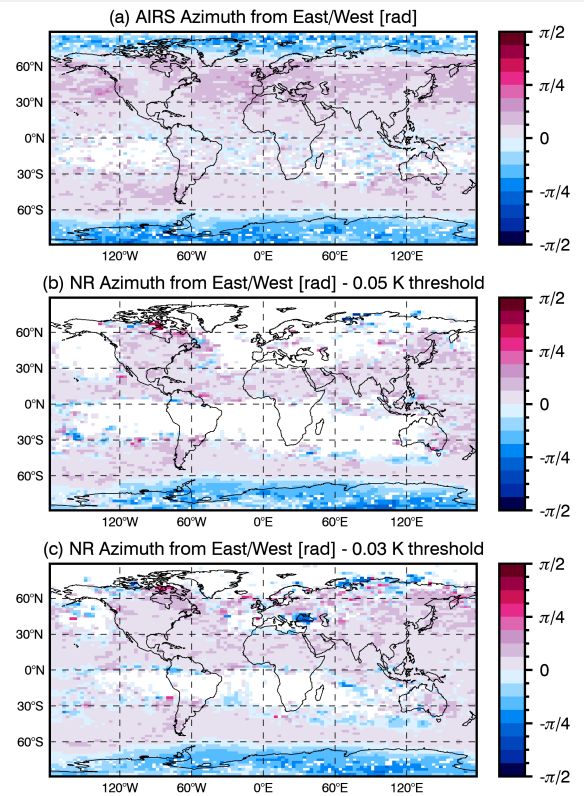 (a) AIRS Azimuth from East/West [rad]
60°N
30°N
0°N
30°S
60°S
120°W 60°W 0°E 60°E 120°E
π/2
π/4
0
-π/4
-π/2
(b) NR Azimuth from East/West [rad] - 0.05 K threshold
60°N
30°N
0°N
30°S
60°S
120°W 60°W 0°E 60°E 120°E
π/2
π/4
0
-π/4
-π/2
(c) NR Azimuth from East/West [rad] - 0.03 K threshold
60°N
30°N
0°N
30°S
60°S
120°W 60°W 0°E 60°E 120°E
π/2
π/4
0
-π/4
-π/2